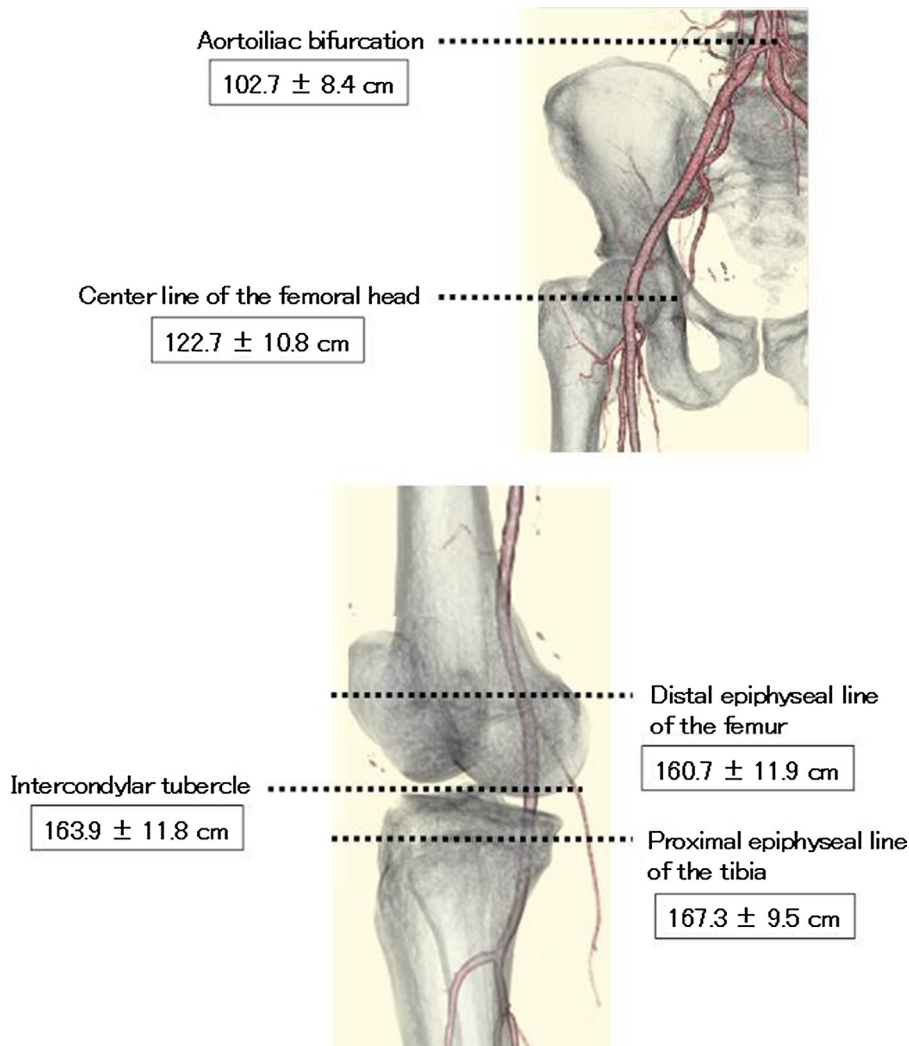 Aortoiliac bifurcation
102.7 ± 8.4 cm
Center line of the femoral head
122.7 ± 10.8 cm
Distal epiphyseal line
of the femur
160.7 ± 11.9 cm
Intercondylar tubercle
163.9 ± 11.8 cm
Proximal epiphyseal line
of the tibia
167.3 ± 9.5 cm